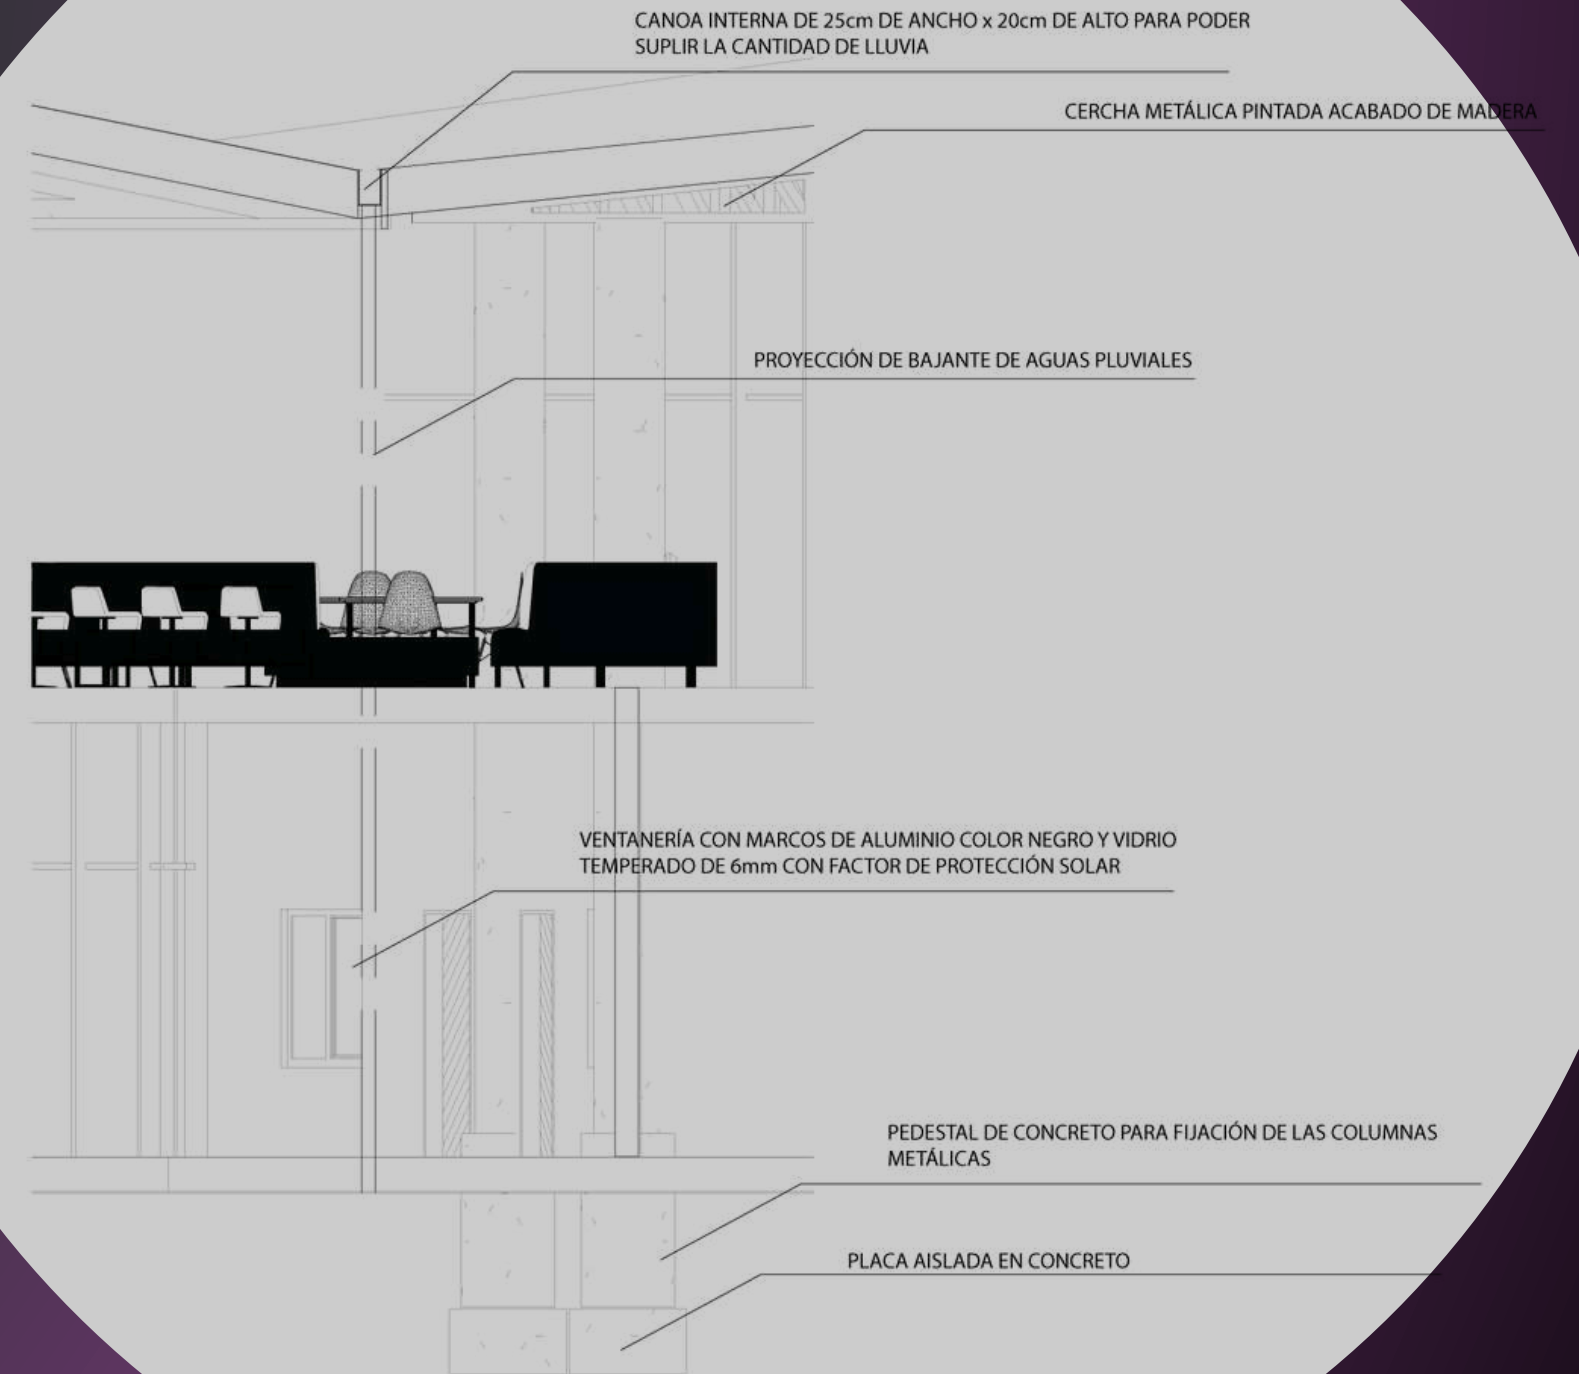 CANOA INTERNA DE 25cm DE ANCHO x 20cm DE ALTO PARA PODER
SUPLIR LA CANTIDAD DE LLUVIA
CERCHA METÁLICA PINTADA ACABADO DE MADERA
PROYECCIÓN DE BAJANTE DE AGUAS PLUVIALES
VENTANERÍA CON MARCOS DE ALUMINIO COLOR NEGRO Y VIDRIO
TEMPERADO DE 6mm CON FACTOR DE PROTECCIÓN SOLAR
PEDESTAL DE CONCRETO PARA FIJACIÓN DE LAS COLUMNAS
METÁLICAS
PLACA AISLADA EN CONCRETO